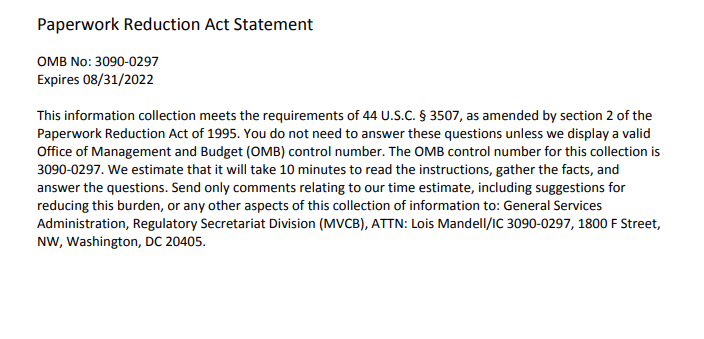 Paperwork Reduction Act Statement
OMB No: 3090-0297
Expires 08/31/2022
This information collection meets the requirements of 44 U.S.C. § 3507, as amended by section 2 of the
Paperwork Reduction Act of 1995. You do not need to answer these questions unless we display a valid
Office of Management and Budget (OMB) control number. The OMB control number for this collection is
3090-0297. We estimate that it will take 10 minutes to read the instructions, gather the facts, and
answer the questions. Send only comments relating to our time estimate, including suggestions for
reducing this burden, or any other aspects of this collection of information to: General Services
Administration, Regulatory Secretariat Division (MVCB), ATTN: Lois Mandell/IC 3090-0297, 1800 F Street,
NW, Washington, DC 20405.